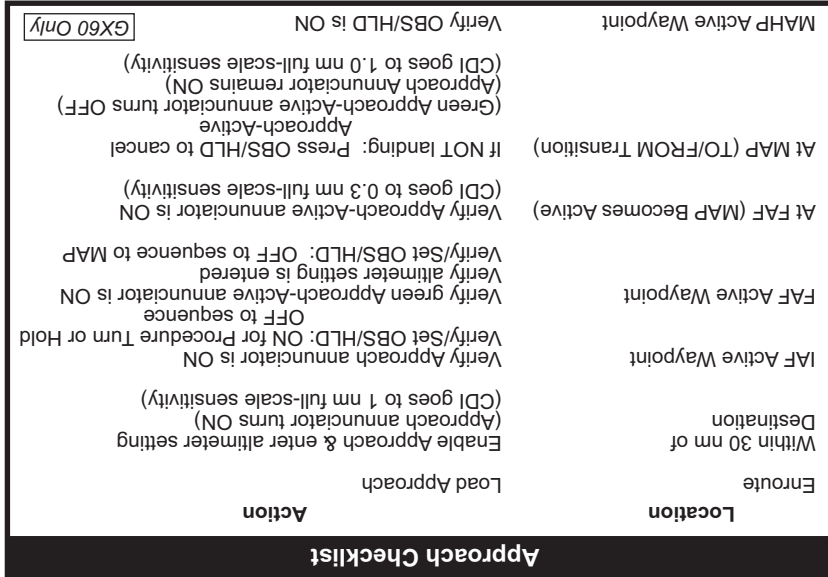 Approach Checklist
Location Action
Enroute Load Approach
Within 30 nm of Enable Approach & enter altimeter setting
Destination (Approach annunciator turns ON)
(CDI goes to 1 nm full-scale sensitivity)
IAF Active Waypoint Verify Approach annunciator is ON
Verify/Set OBS/HLD: ON for Procedure Turn or Hold
OFF to sequence
FAF Active Waypoint Verify green Approach-Active annunciator is ON
Verify altimeter setting is entered
Verify/Set OBS/HLD: OFF to sequence to MAP
At FAF (MAP Becomes Active) Verify Approach-Active annunciator is ON
(CDI goes to 0.3 nm full-scale sensitivity)
At MAP (TO/FROM Transition) If NOT landing: Press OBS/HLD to cancel
Approach-Active
(Green Approach-Active annunciator turns OFF)
(Approach Annunciator remains ON)
(CDI goes to 1.0 nm full-scale sensitivity)
MAHP Active Waypoint Verify OBS/HLD is ON GX60 Only